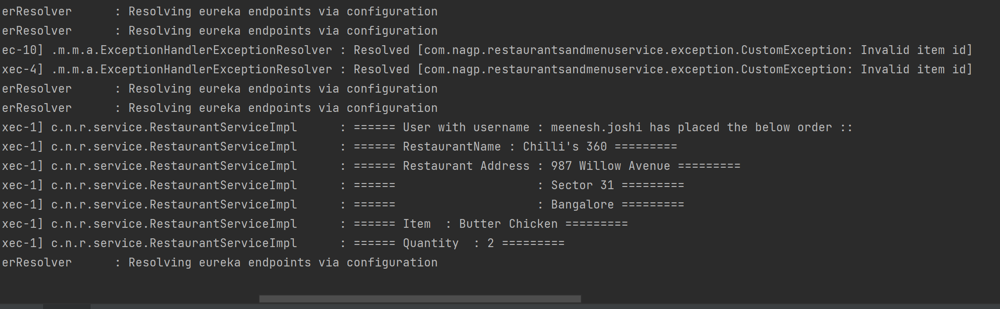 erResolver      : Resolving eureka endpoints via configuration
erResolver      : Resolving eureka endpoints via configuration
ec-10] .m.m.a.ExceptionHandlerExceptionResolver : Resolved [com.nagp.restaurantsandmenuservice.exception.CustomException: Invalid item id]
xec-4] .m.m.a.ExceptionHandlerExceptionResolver : Resolved [com.nagp.restaurantsandmenuservice.exception.CustomException: Invalid item id]
erResolver      : Resolving eureka endpoints via configuration
erResolver      : Resolving eureka endpoints via configuration
xec-1] c.n.r.service.RestaurantServiceImpl      : ====== User with username : meenesh.joshi has placed the below order ::
xec-1] c.n.r.service.RestaurantServiceImpl      : ====== RestaurantName : Chilli's 360 =========
xec-1] c.n.r.service.RestaurantServiceImpl      : ====== Restaurant Address : 987 Willow Avenue =========
xec-1] c.n.r.service.RestaurantServiceImpl      : ======                    : Sector 31 =========
xec-1] c.n.r.service.RestaurantServiceImpl      : ======                    : Bangalore =========
xec-1] c.n.r.service.RestaurantServiceImpl      : ====== Item  : Butter Chicken =========
xec-1] c.n.r.service.RestaurantServiceImpl      : ====== Quantity  : 2 =========
erResolver      : Resolving eureka endpoints via configuration